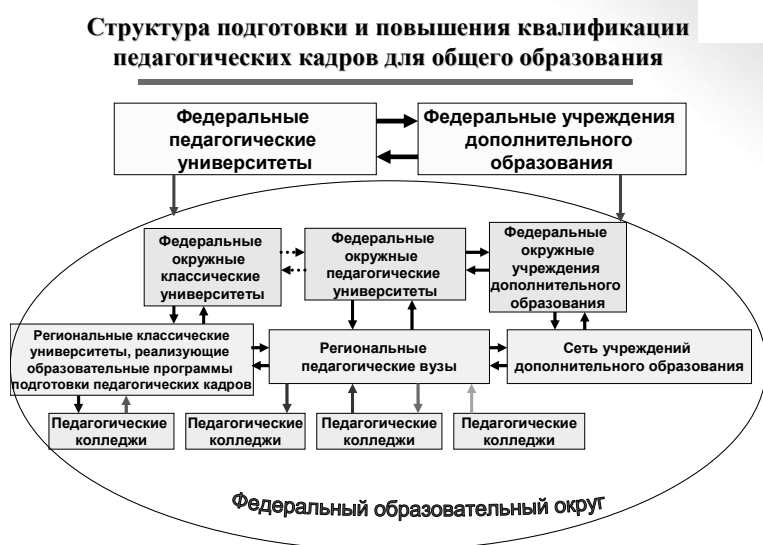 Структура подготовки и повышения квалификации
педагогических кадров для общего образования
Федеральные
педагогические
университеты
Федеральные учреждения
дополнительного
образования
Федеральные
окружные
классические
университеты
Федеральные
окружные
педагогические
университеты
Федеральные
окружные
учреждения
дополнительного
образования
Региональные классические
университеты, реализующие
образовательные программы
подготовки педагогических кадров
Региональные
педагогические вузы
Сеть учреждений
дополнительного образования
Педагогические
колледжи
Педагогические
колледжи
Педагогические
колледжи
Педагогические
колледжи
Федеральный образовательный округ